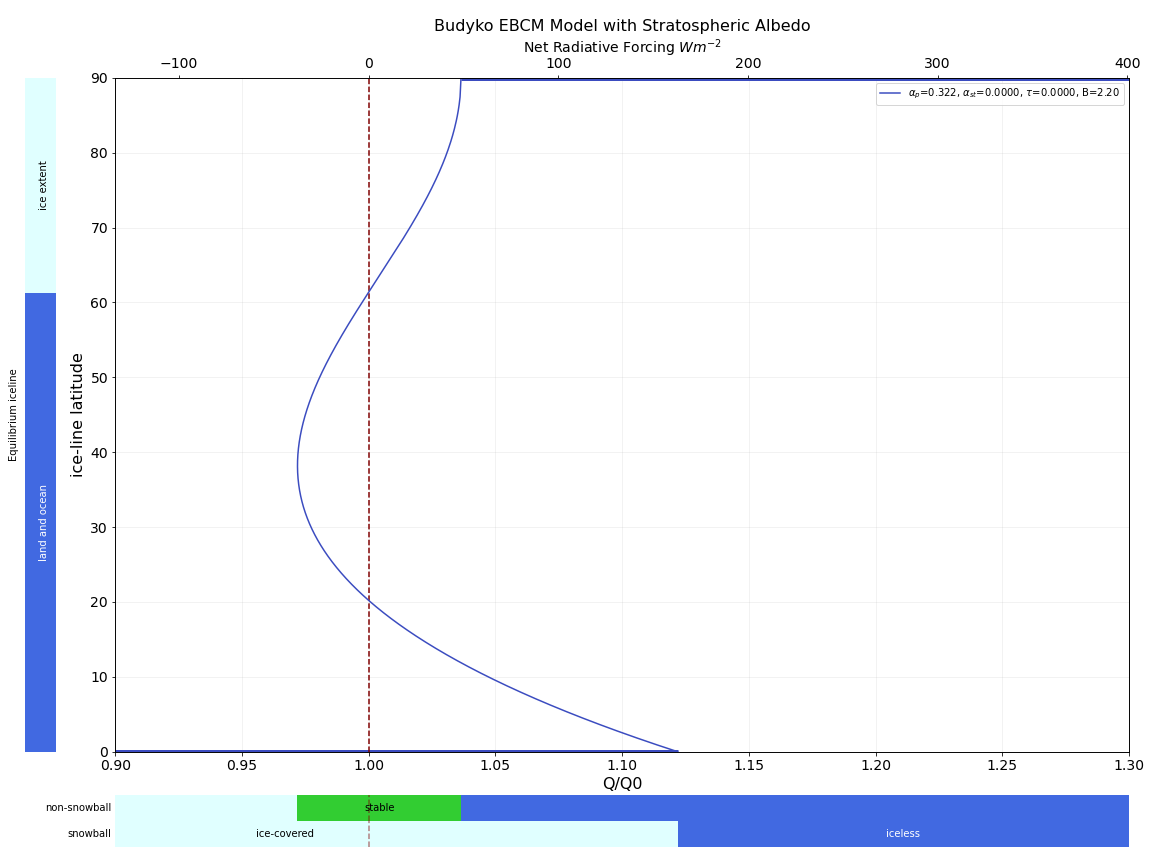 Budyko EBCM Model with Stratospheric Albedo
Net Radiative Forcing Wm⁻²
−100 0 100 200 300 400
αₚ=0.322, αₛₜ=0.0000, τ=0.0000, B=2.20
90
80
70
60
50
40
30
20
10
0
ice-line latitude
Equilibrium iceline
ice extent
land and ocean
0.90 0.95 1.00 1.05 1.10 1.15 1.20 1.25 1.30
Q/Q0
non-snowball stable
snowball ice-covered iceless